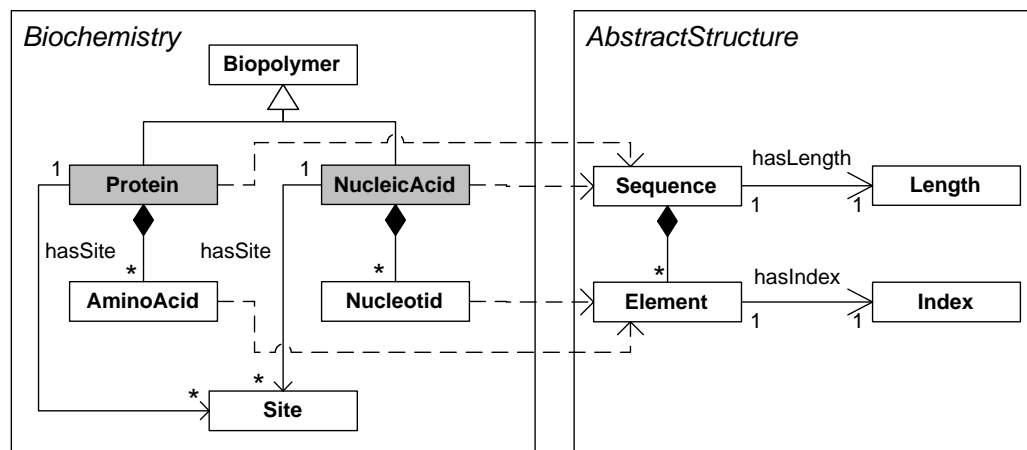 Biochemistry
AbstractStructure
Biopolymer
1
1
hasLength
Protein
NucleicAcid
Sequence
Length
1
1
hasSite
hasSite
*
*
*
hasIndex
AminoAcid
Nucleotid
Element
Index
1
1
*
*
Site